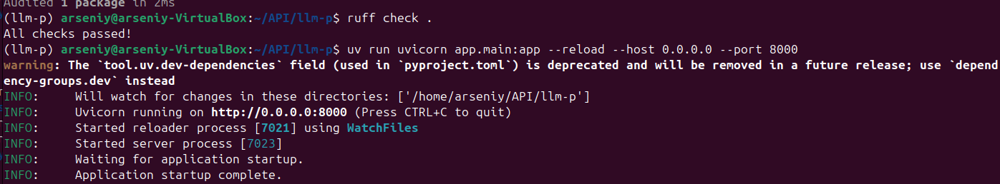 Audited 1 package in 2ms
(llm-p) arseniy@arseniy-VirtualBox:~/API/llm-p$ ruff check .
All checks passed!
(llm-p) arseniy@arseniy-VirtualBox:~/API/llm-p$ uv run uvicorn app.main:app --reload --host 0.0.0.0 --port 8000
warning: The `tool.uv.dev-dependencies` field (used in `pyproject.toml`) is deprecated and will be removed in a future release; use `depend
ency-groups.dev` instead
INFO:     Will watch for changes in these directories: ['/home/arseniy/API/llm-p']
INFO:     Uvicorn running on http://0.0.0.0:8000 (Press CTRL+C to quit)
INFO:     Started reloader process [7021] using WatchFiles
INFO:     Started server process [7023]
INFO:     Waiting for application startup.
INFO:     Application startup complete.